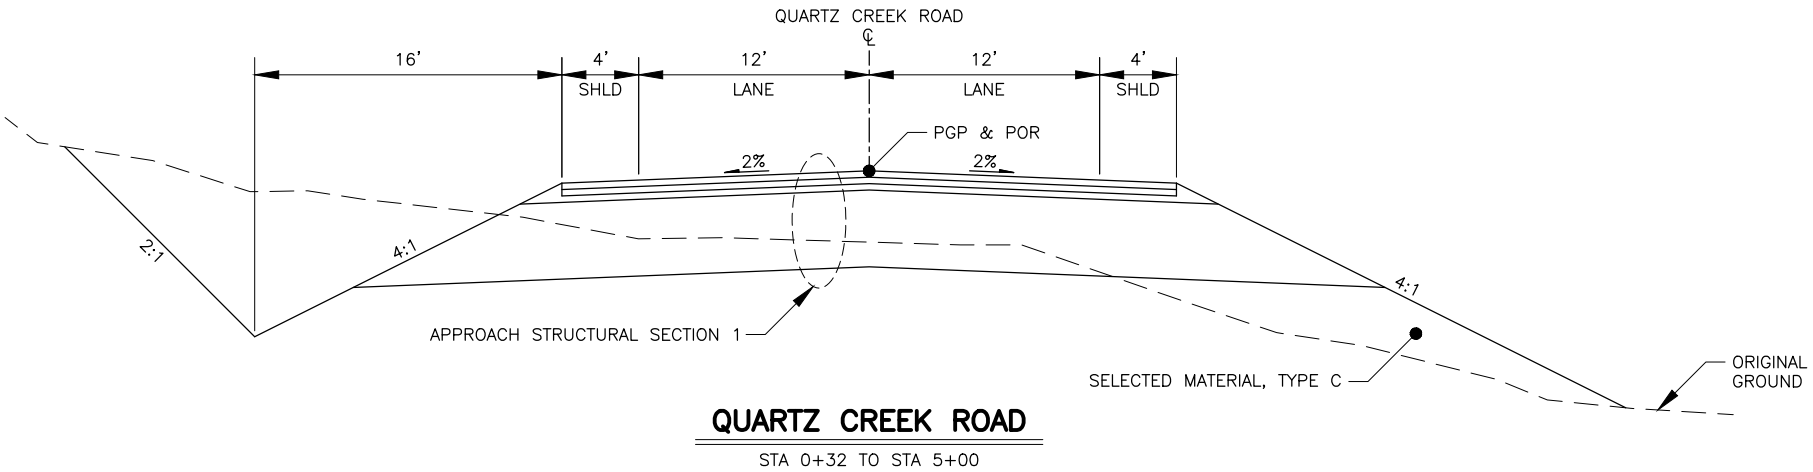 QUARTZ CREEK ROAD
℄
16' 4' 12' 12' 4'
SHLD LANE LANE SHLD
PGP & POR
2% 2%
2:1
4:1
4:1
APPROACH STRUCTURAL SECTION 1
SELECTED MATERIAL, TYPE C
ORIGINAL
GROUND
QUARTZ CREEK ROAD
STA 0+32 TO STA 5+00